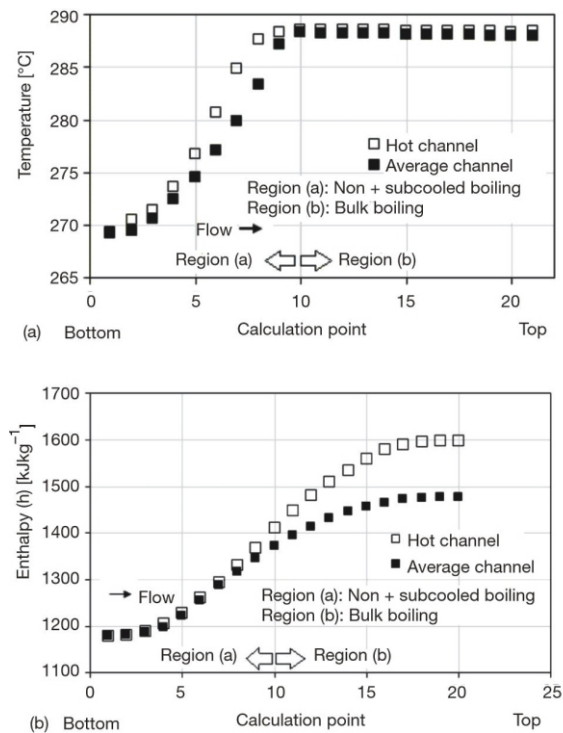 290
285
280
275
270
265
Temperature [°C]
Hot channel
Average channel
Region (a): Non + subcooled boiling
Region (b): Bulk boiling
Flow
Region (a)
Region (b)
0
5
10
15
20
(a) Bottom
Calculation point
Top
1700
1600
1500
1400
1300
1200
1100
Enthalpy (h) [kJkg⁻¹]
Hot channel
Average channel
Flow
Region (a): Non + subcooled boiling
Region (b): Bulk boiling
Region (a)
Region (b)
0
5
10
15
20
25
(b) Bottom
Calculation point
Top